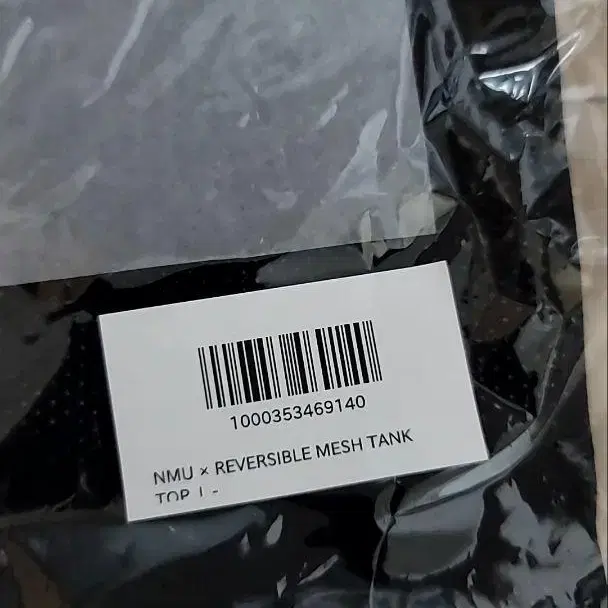 1000353469140
NMU × REVERSIBLE MESH TANK
TOP L -